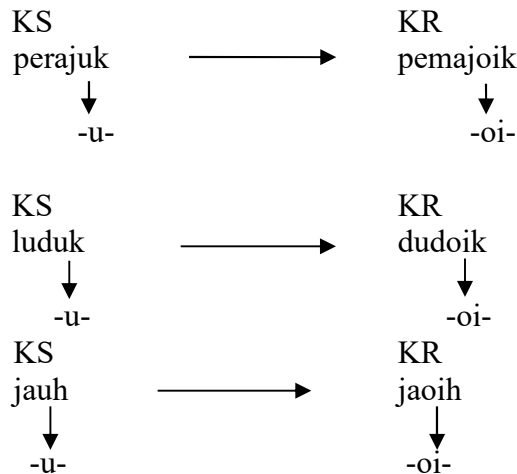 KS KR
perajuk pemajoik
-u- -oi-
KS KR
luduk dudoik
-u- -oi-
KS KR
jauh jaoih
-u- -oi-